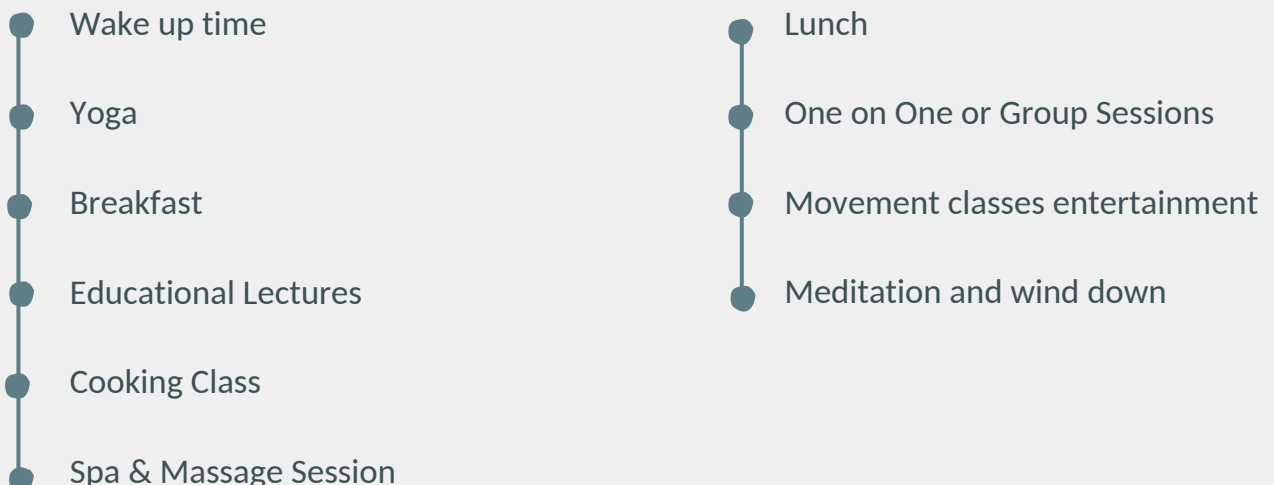 Wake up time
Yoga
Breakfast
Educational Lectures
Cooking Class
Spa & Massage Session
Lunch
One on One or Group Sessions
Movement classes entertainment
Meditation and wind down